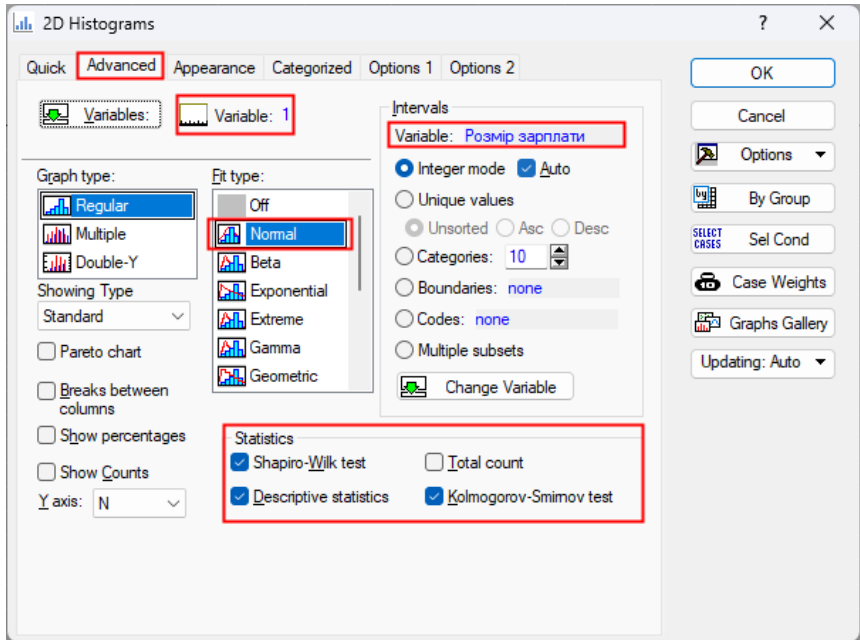 2D Histograms
?
Quick Advanced Appearance Categorized Options 1 Options 2
Variables: Variable: 1
Graph type:
Regular
Multiple
Double-Y
Showing Type
Standard
Pareto chart
Breaks between
columns
Show percentages
Show Counts
Y axis: N
Fit type:
Off
Normal
Beta
Exponential
Extreme
Gamma
Geometric
Intervals
Variable: Розмір зарплати
Integer mode Auto
Unique values
Unsorted Asc Desc
Categories: 10
Boundaries: none
Codes: none
Multiple subsets
Change Variable
Statistics
Shapiro-Wilk test Total count
Descriptive statistics Kolmogorov-Smirnov test
OK
Cancel
Options
By Group
SELECT
CASES
Sel Cond
Case Weights
Graphs Gallery
Updating: Auto